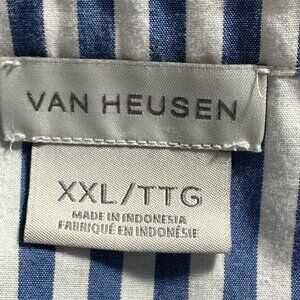 VAN HEUSEN
XXL/TTG
MADE IN INDONESIA
FABRIQUÉ EN INDONÉSIE